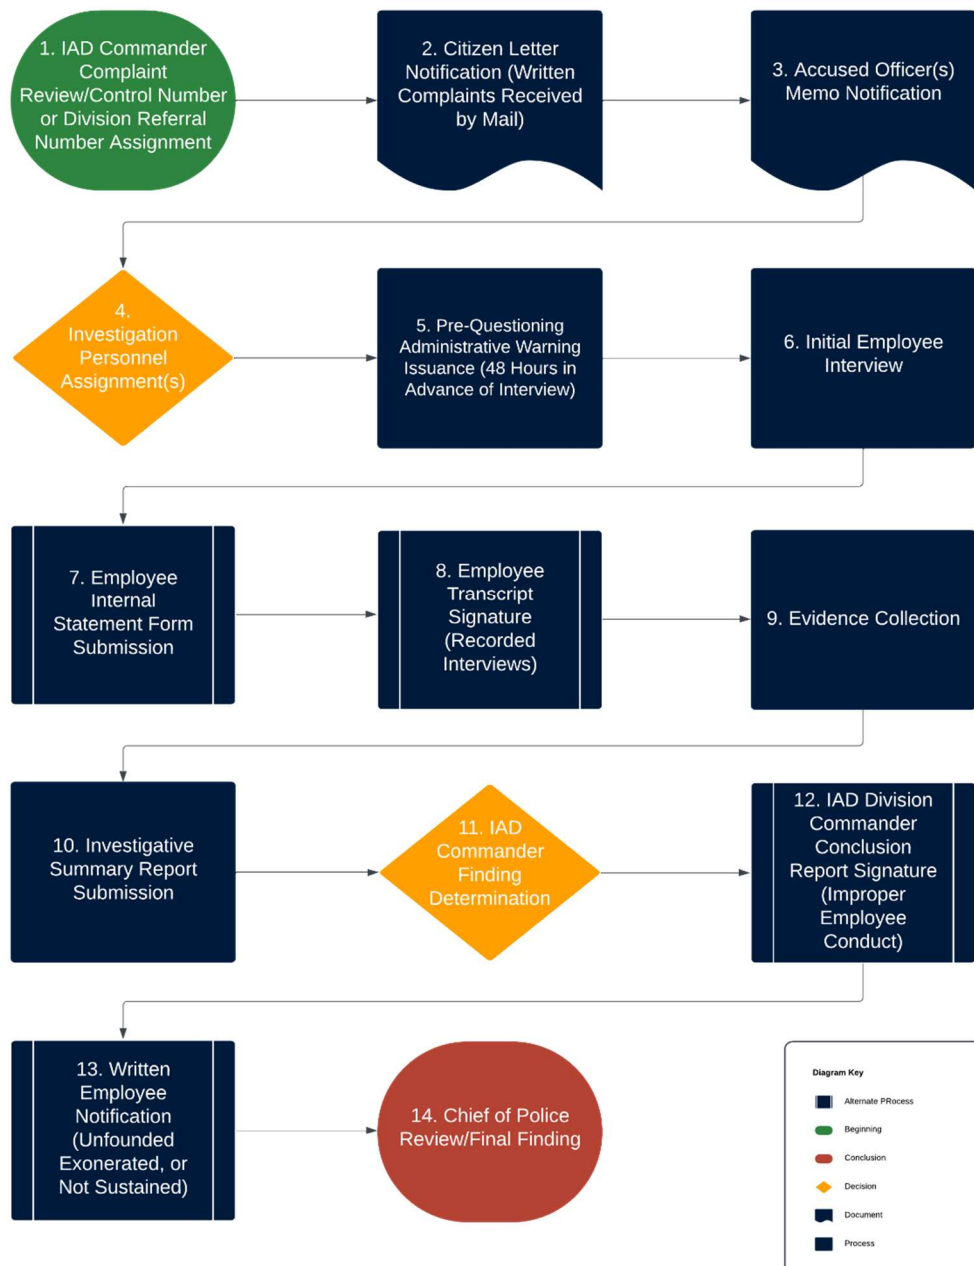 1. IAD Commander
Complaint
Review/Control Number
or Division Referral
Number Assignment
2. Citizen Letter
Notification (Written
Complaints Received
by Mail)
3. Accused Officer(s)
Memo Notification
4.
Investigation
Personnel
Assignment(s)
5. Pre-Questioning
Administrative Warning
Issuance (48 Hours in
Advance of Interview)
6. Initial Employee
Interview
7. Employee
Internal
Statement Form
Submission
8. Employee
Transcript
Signature
(Recorded
Interviews)
9. Evidence Collection
10. Investigative
Summary Report
Submission
11. IAD
Commander
Finding
Determination
12. IAD Division
Commander
Conclusion
Report Signature
(Improper
Employee
Conduct)
13. Written
Employee
Notification
(Unfounded
Exonerated, or
Not Sustained)
14. Chief of Police
Review/Final Finding
Diagram Key
Alternate PRocess
Beginning
Conclusion
Decision
Document
Process